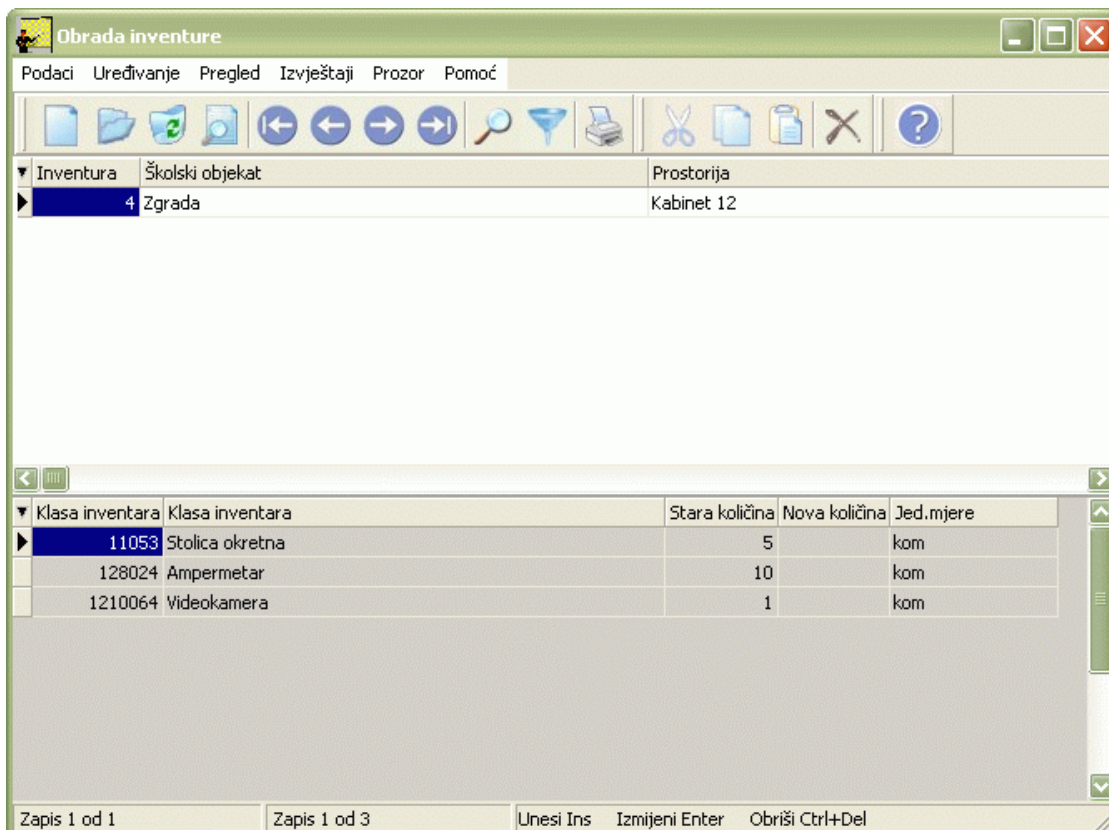 Obrada inventure
Podaci Uređivanje Pregled Izvještaji Prozor Pomoć
Inventura Školski objekat Prostorija
4 Zgrada Kabinet 12
Klasa inventara Klasa inventara Stara količina Nova količina Jed.mjere
11053 Stolica okretna 5 kom
128024 Ampermetar 10 kom
1210064 Videokamera 1 kom
Zapis 1 od 1 Zapis 1 od 3 Unesi Ins Izmijeni Enter Obriši Ctrl+Del